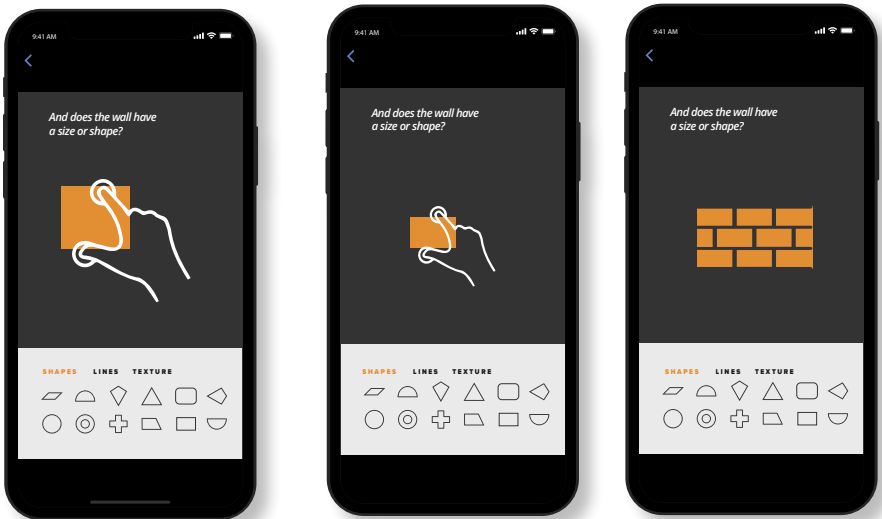 9:41 AM
And does the wall have
a size or shape?
SHAPES LINES TEXTURE
9:41 AM
And does the wall have
a size or shape?
SHAPES LINES TEXTURE
9:41 AM
And does the wall have
a size or shape?
SHAPES LINES TEXTURE